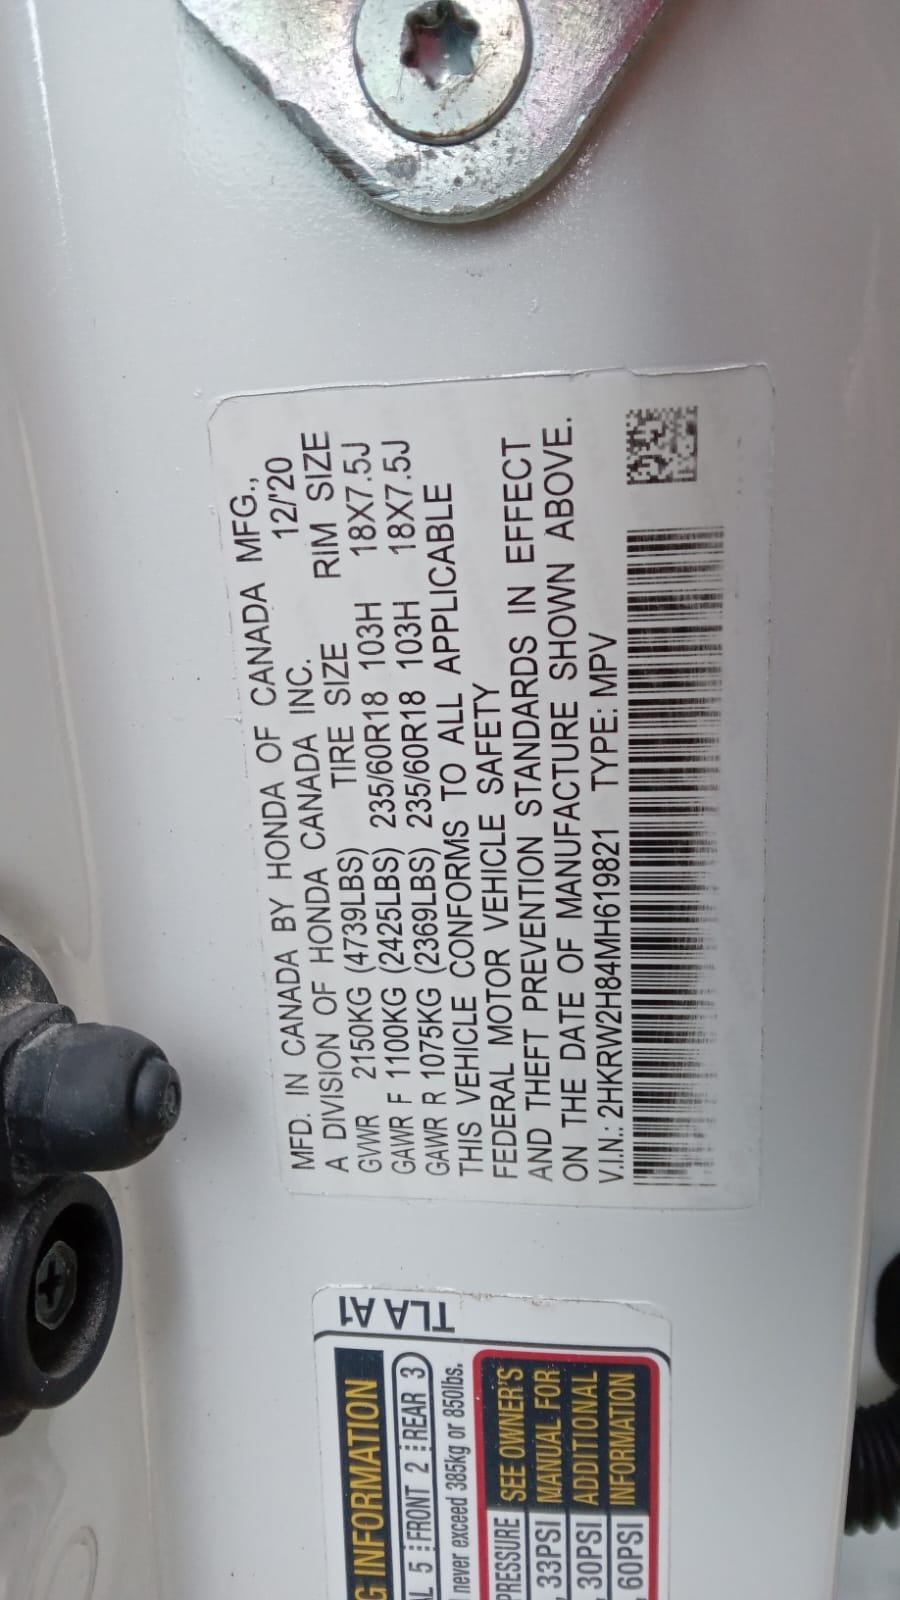 MFD. IN CANADA BY HONDA OF CANADA MFG.,
A DIVISION OF HONDA CANADA INC. 12/'20
GVWR 2150KG (4739LBS) TIRE SIZE RIM SIZE
GAWR F 1100KG (2425LBS) 235/60R18 103H 18X7.5J
GAWR R 1075KG (2369LBS) 235/60R18 103H 18X7.5J
THIS VEHICLE CONFORMS TO ALL APPLICABLE
FEDERAL MOTOR VEHICLE SAFETY
AND THEFT PREVENTION STANDARDS IN EFFECT
ON THE DATE OF MANUFACTURE SHOWN ABOVE.
V.I.N.: 2HKRW2H84MH619821 TYPE: MPV
TLA A1
INFORMATION
5 FRONT 2 REAR 3
never exceed 385kg or 850lbs.
PRESSURE
33PSI
30PSI
60PSI
SEE OWNER'S
MANUAL FOR
ADDITIONAL
INFORMATION